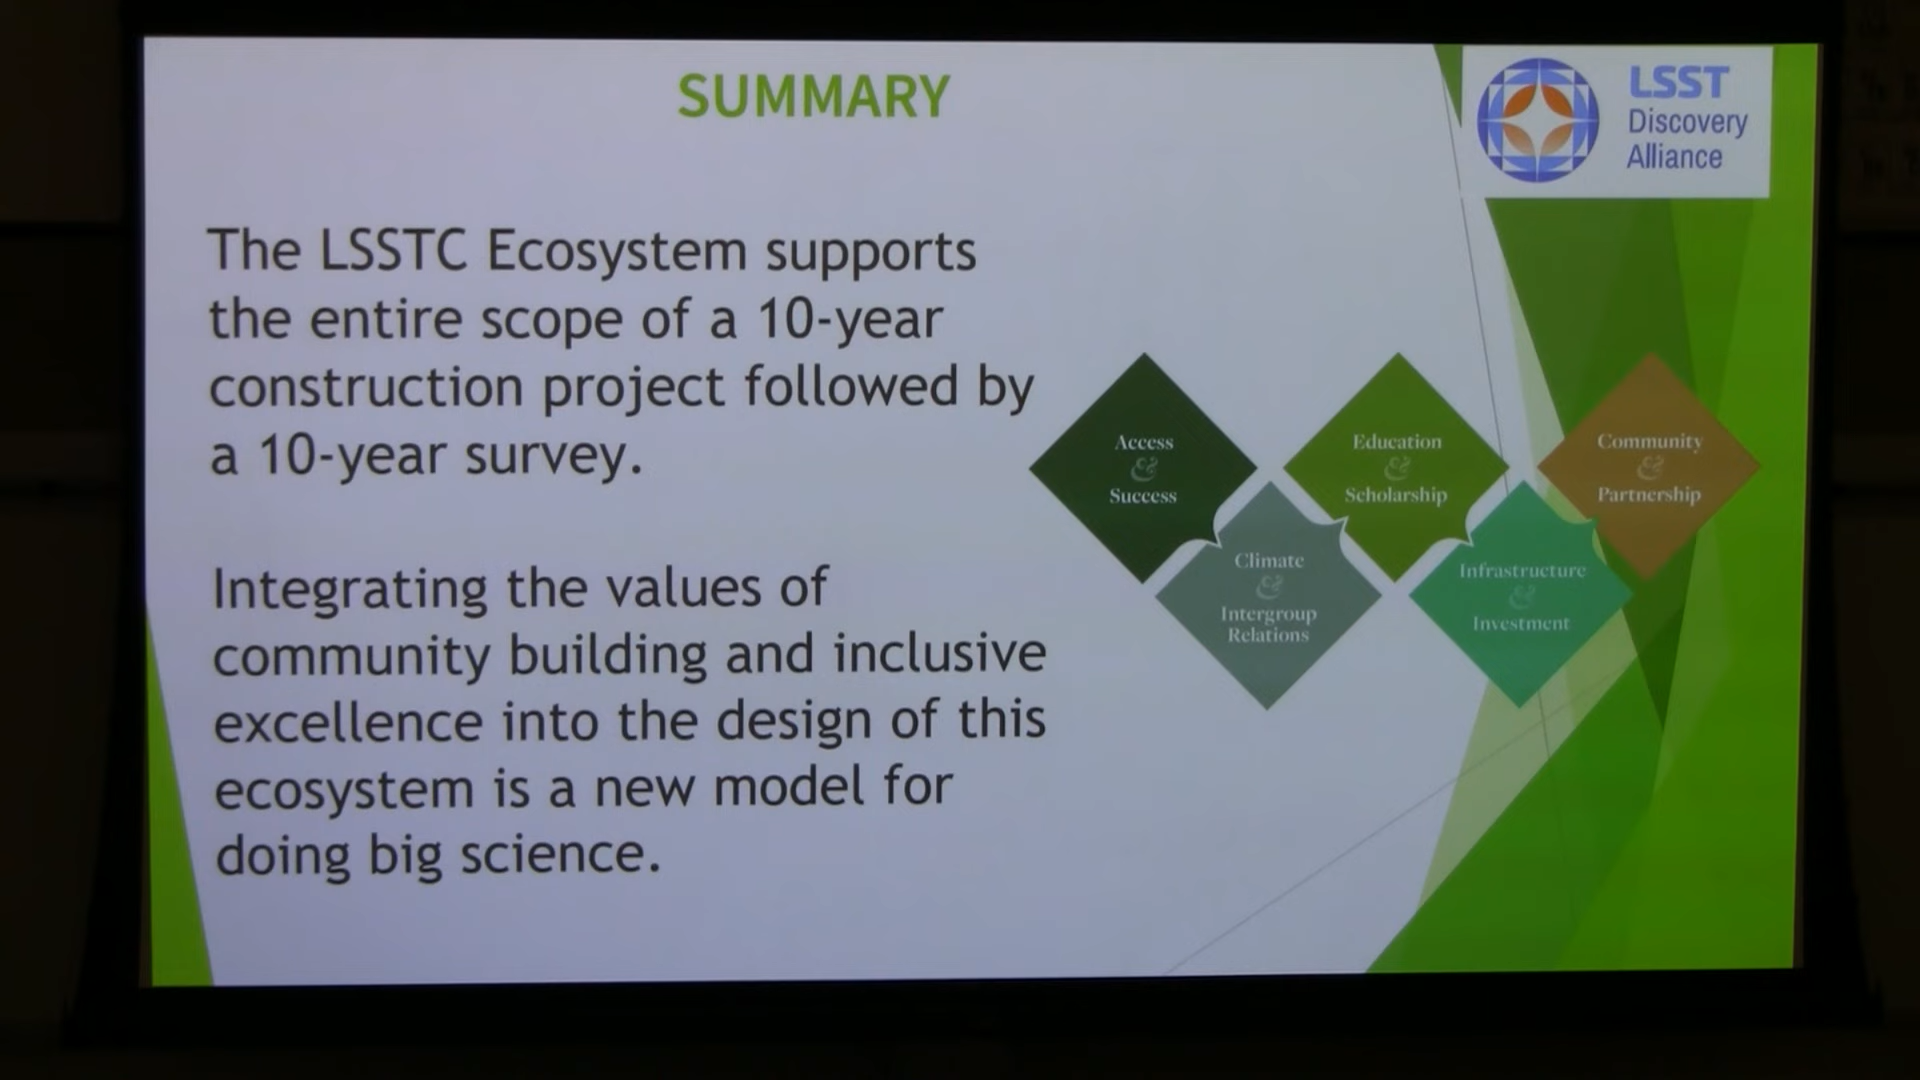 SUMMARY
LSST
Discovery
Alliance
The LSSTC Ecosystem supports
the entire scope of a 10-year
construction project followed by
a 10-year survey.
Integrating the values of
community building and inclusive
excellence into the design of this
ecosystem is a new model for
doing big science.
Access
&
Success
Climate
&
Intergroup
Relations
Education
&
Scholarship
Infrastructure
&
Investment
Community
&
Partnership